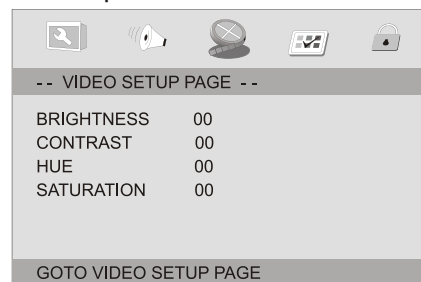 -- VIDEO SETUP PAGE --
BRIGHTNESS 00
CONTRAST 00
HUE 00
SATURATION 00
GOTO VIDEO SETUP PAGE